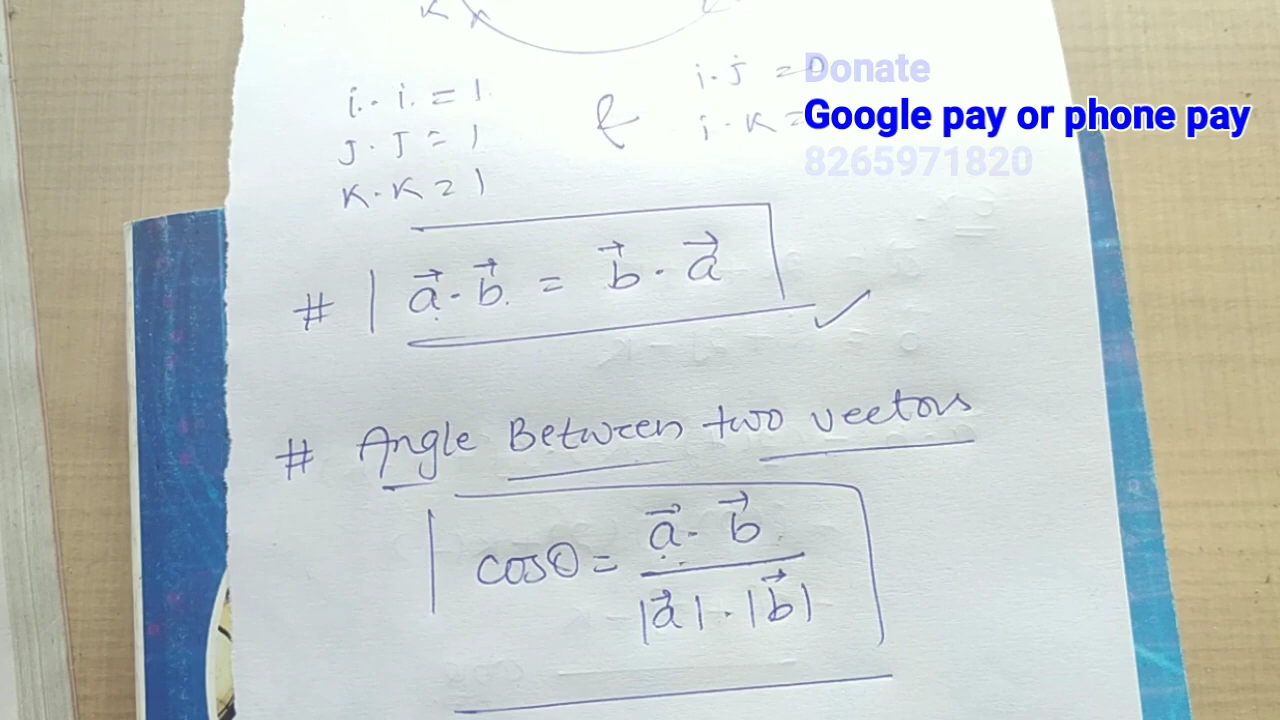 K
i. i. = 1.
j. j = 1
K. K = 1
&
i. j = 0
i. K =
Donate
Google pay or phone pay
8265971820
# | a⃗. b⃗. = b⃗. a⃗
# Angle Between two vectors
cosθ = a⃗. b⃗ / |a⃗|. |b⃗|